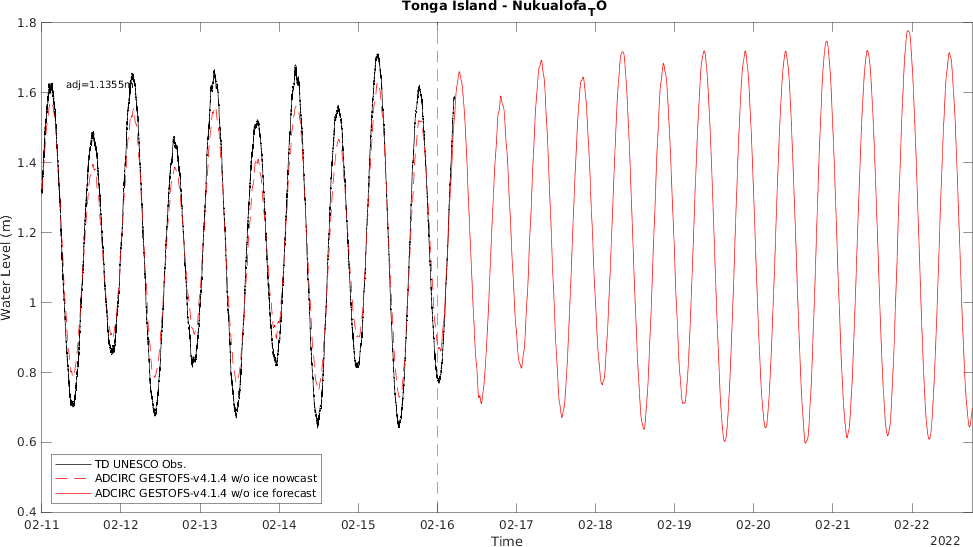 Tonga Island - Nukualofa_TO
1.8
1.6
1.4
1.2
1
0.8
0.6
0.4
Water Level (m)
adj=1.1355m
TD UNESCO Obs.
ADCIRC GESTOFS-v4.1.4 w/o ice nowcast
ADCIRC GESTOFS-v4.1.4 w/o ice forecast
02-11 02-12 02-13 02-14 02-15 02-16 02-17 02-18 02-19 02-20 02-21 02-22
Time
2022